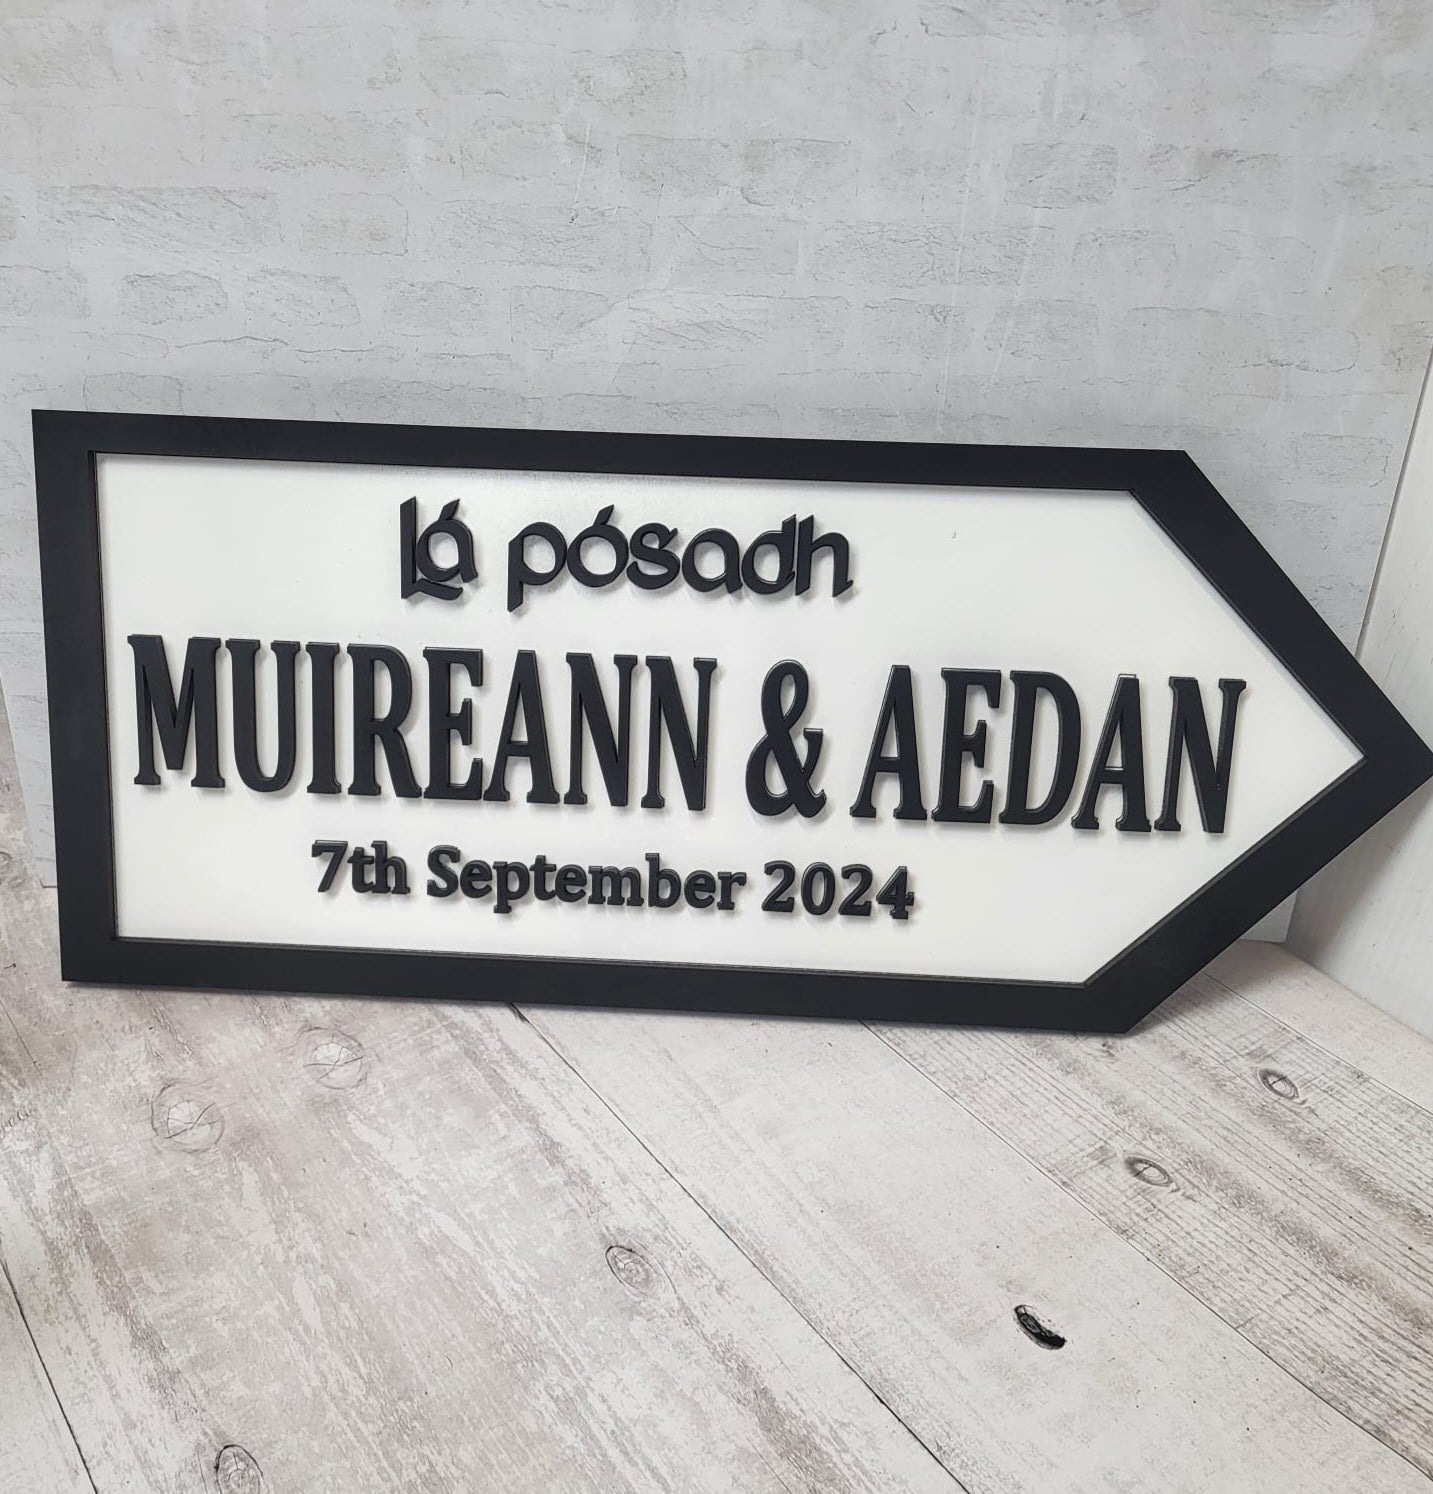 Lá pósadh
MUIREANN & AEDAN
7th September 2024